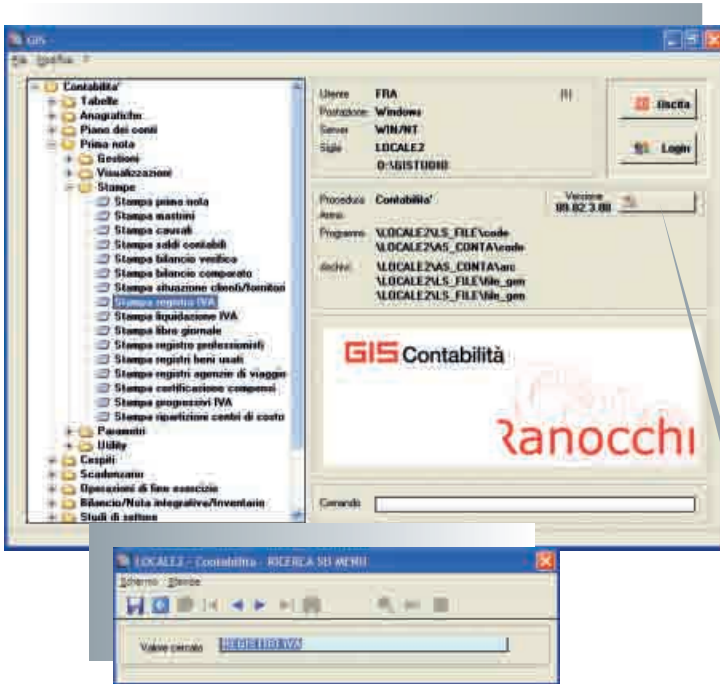 GIS
File Modifica ?
Contabilita'
Tabelle
Anagrafiche
Piano dei conti
Prima nota
Gestioni
Visualizzazioni
Stampe
Stampa prima nota
Stampa mastrini
Stampa causali
Stampa saldi contabili
Stampa bilancio verifica
Stampa bilancio comparato
Stampa situazione clienti/fornitori
Stampa registri IVA
Stampa liquidazione IVA
Stampa libro giornale
Stampa registro professionisti
Stampa registri beni usati
Stampa registri agenzie di viaggio
Stampa certificazione compensi
Stampa progressivi IVA
Stampa ripartizione centri di costo
Parametri
Utility
Cespiti
Scadenzario
Operazioni di fine esercizio
Bilancio/Nota integrativa/Inventario
Studi di settore
Utente FRA
Postazione Windows
Server WIN/NT
Sigla LOCALE2
D:\GISTUDIO
Uscita
Login
Procedura Contabilita'
Versione
Programmi \LOCALE2\LS_FILE\code
\LOCALE2\AS_CONTA\code
Archivi \LOCALE2\AS_CONTA\arc
\LOCALE2\AS_CONTA\file_gen
\LOCALE2\LS_FILE\file_gen
GIS Contabilità
Ranocchi
Comando
LOCALE2 - Contabilita - RICERCA SU MENU
Schermo Stampe
Valore cercato